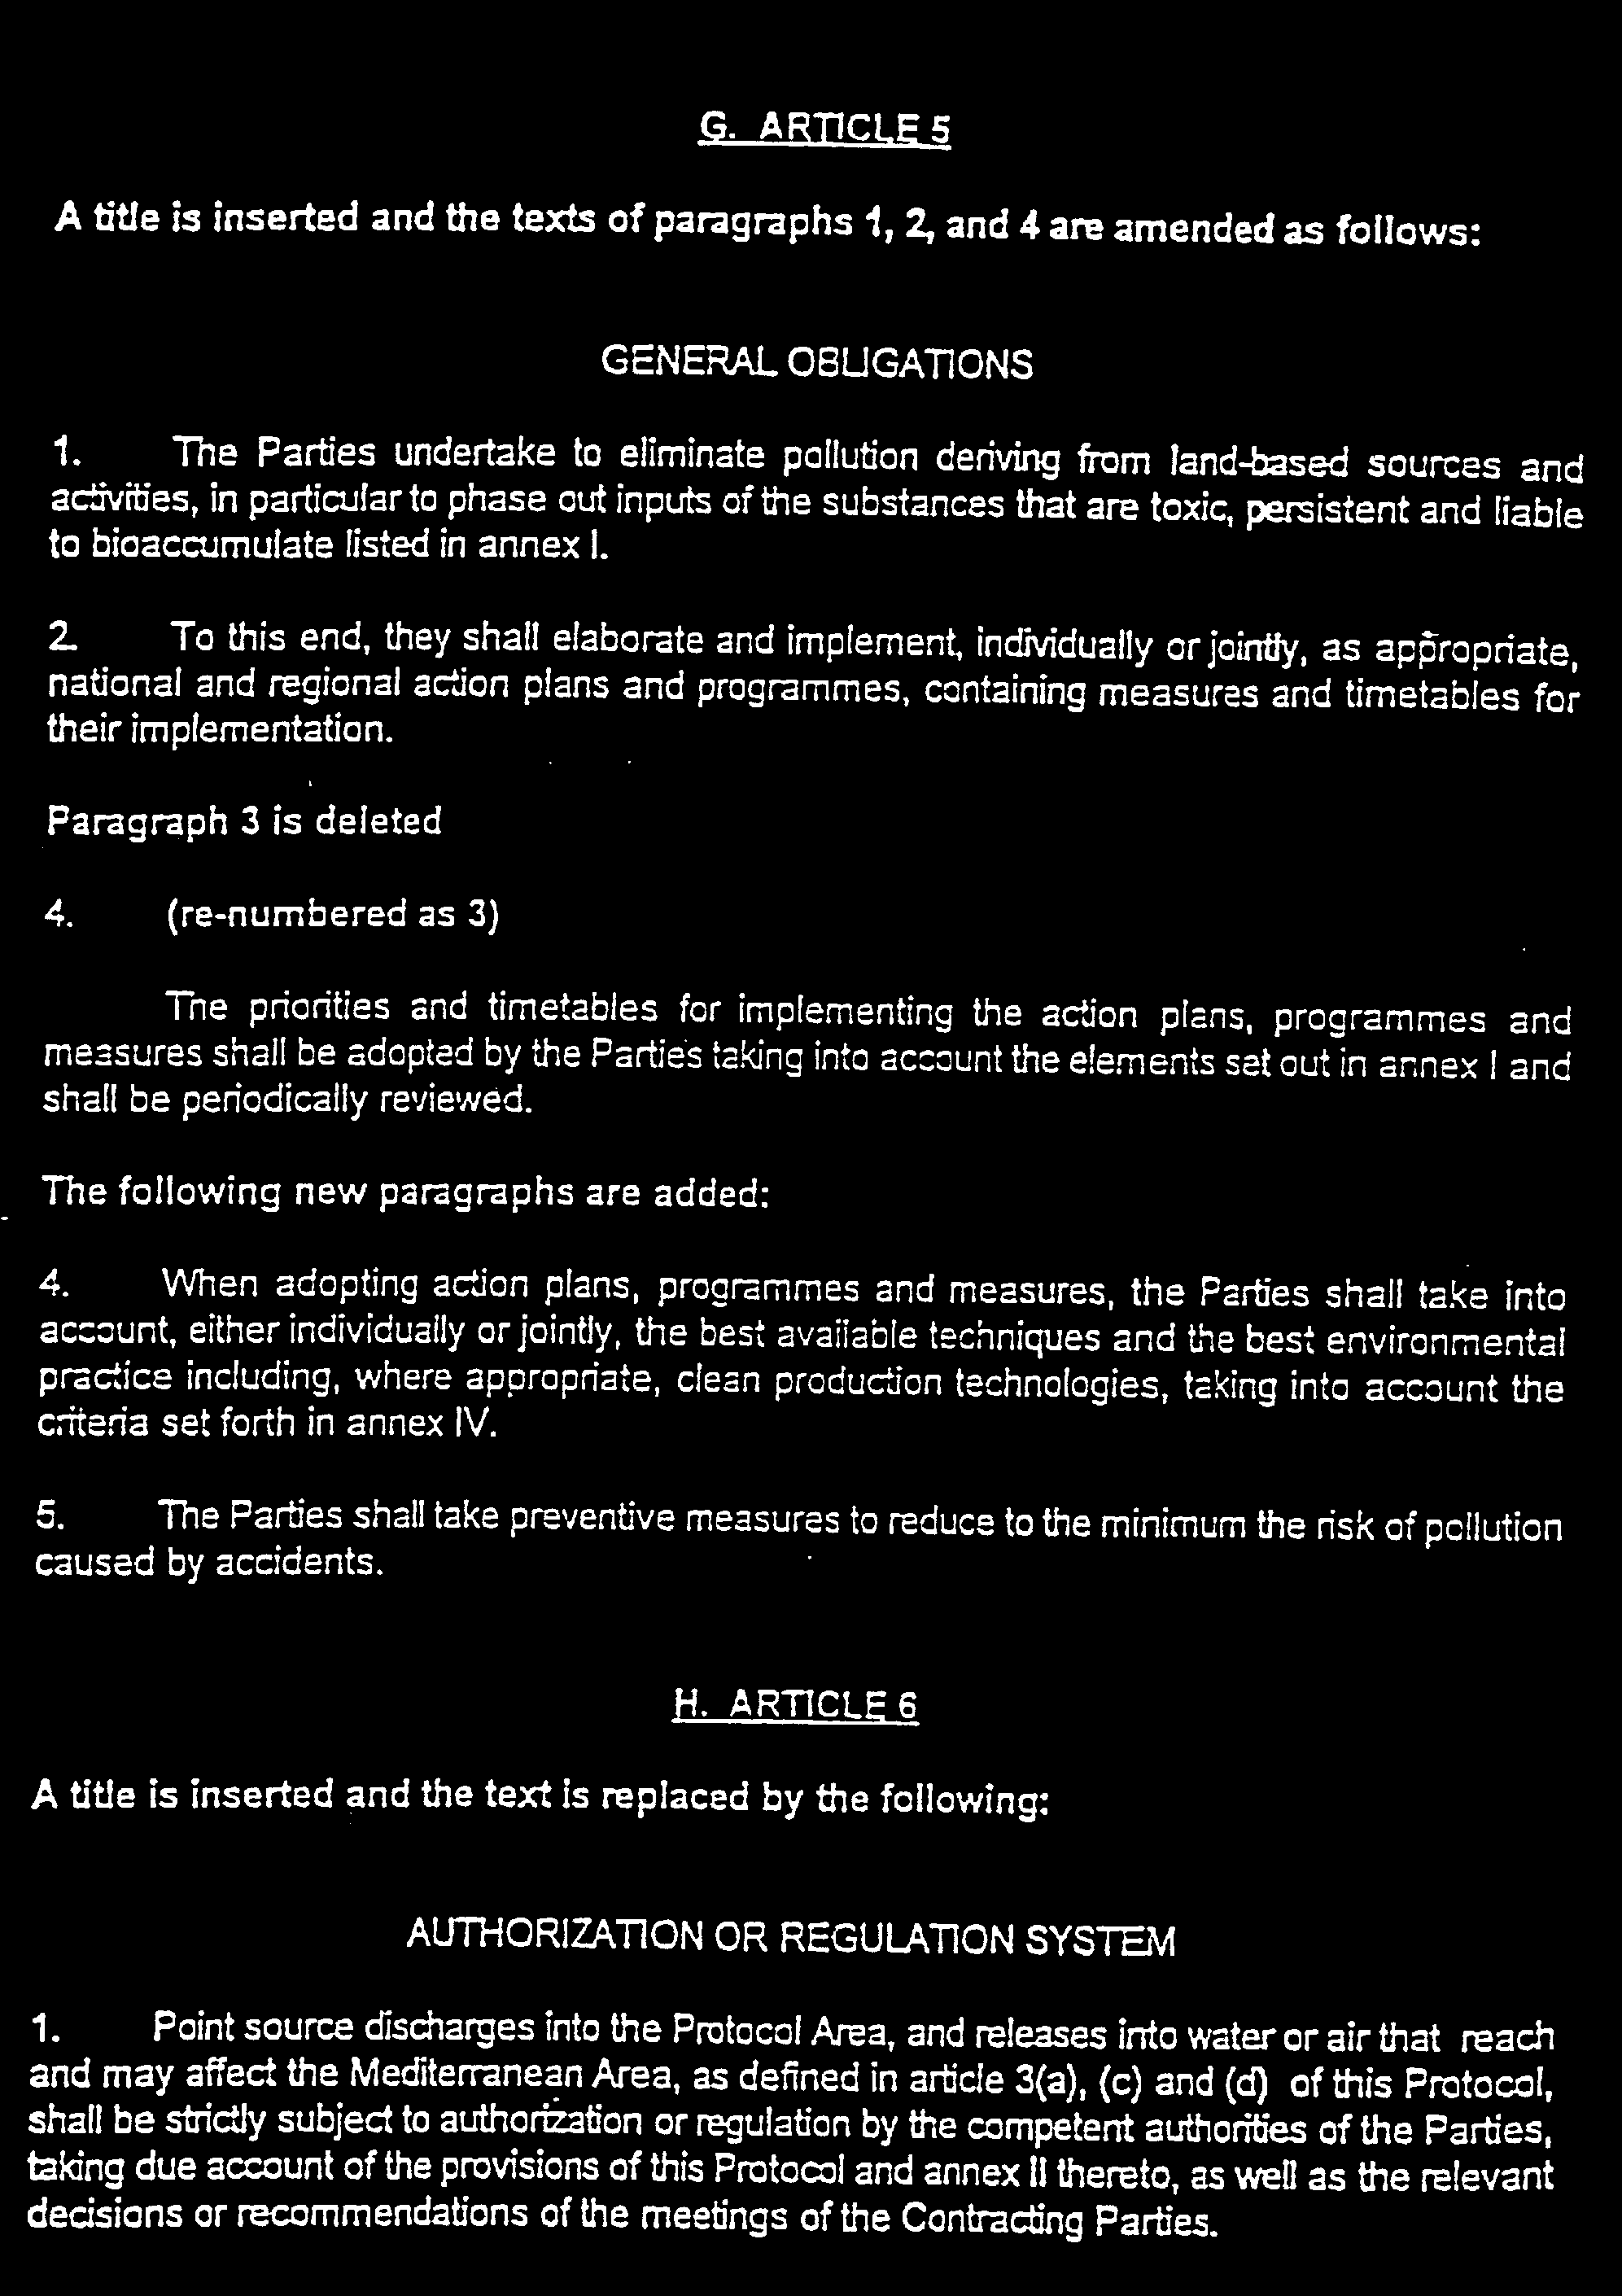 G. ARTICLE 5
A title is inserted and the texts of paragraphs 1, 2, and 4 are amended as follows:
GENERAL OBLIGATIONS
1. The Parties undertake to eliminate pollution deriving from land-based sources and
activities, in particular to phase out inputs of the substances that are toxic, persistent and liable
to bioaccumulate listed in annex I.
2. To this end, they shall elaborate and implement, individually or jointly, as appropriate,
national and regional action plans and programmes, containing measures and timetables for
their implementation.
Paragraph 3 is deleted
4. (re-numbered as 3)
The priorities and timetables for implementing the action plans, programmes and
measures shall be adopted by the Parties taking into account the elements set out in annex I and
shall be periodically reviewed.
The following new paragraphs are added:
4. When adopting action plans, programmes and measures, the Parties shall take into
account, either individually or jointly, the best available techniques and the best environmental
practice including, where appropriate, clean production technologies, taking into account the
criteria set forth in annex IV.
5. The Parties shall take preventive measures to reduce to the minimum the risk of pollution
caused by accidents.
H. ARTICLE 6
A title is inserted and the text is replaced by the following:
AUTHORIZATION OR REGULATION SYSTEM
1. Point source discharges into the Protocol Area, and releases into water or air that reach
and may affect the Mediterranean Area, as defined in article 3(a), (c) and (d) of this Protocol,
shall be strictly subject to authorization or regulation by the competent authorities of the Parties,
taking due account of the provisions of this Protocol and annex II thereto, as well as the relevant
decisions or recommendations of the meetings of the Contracting Parties.